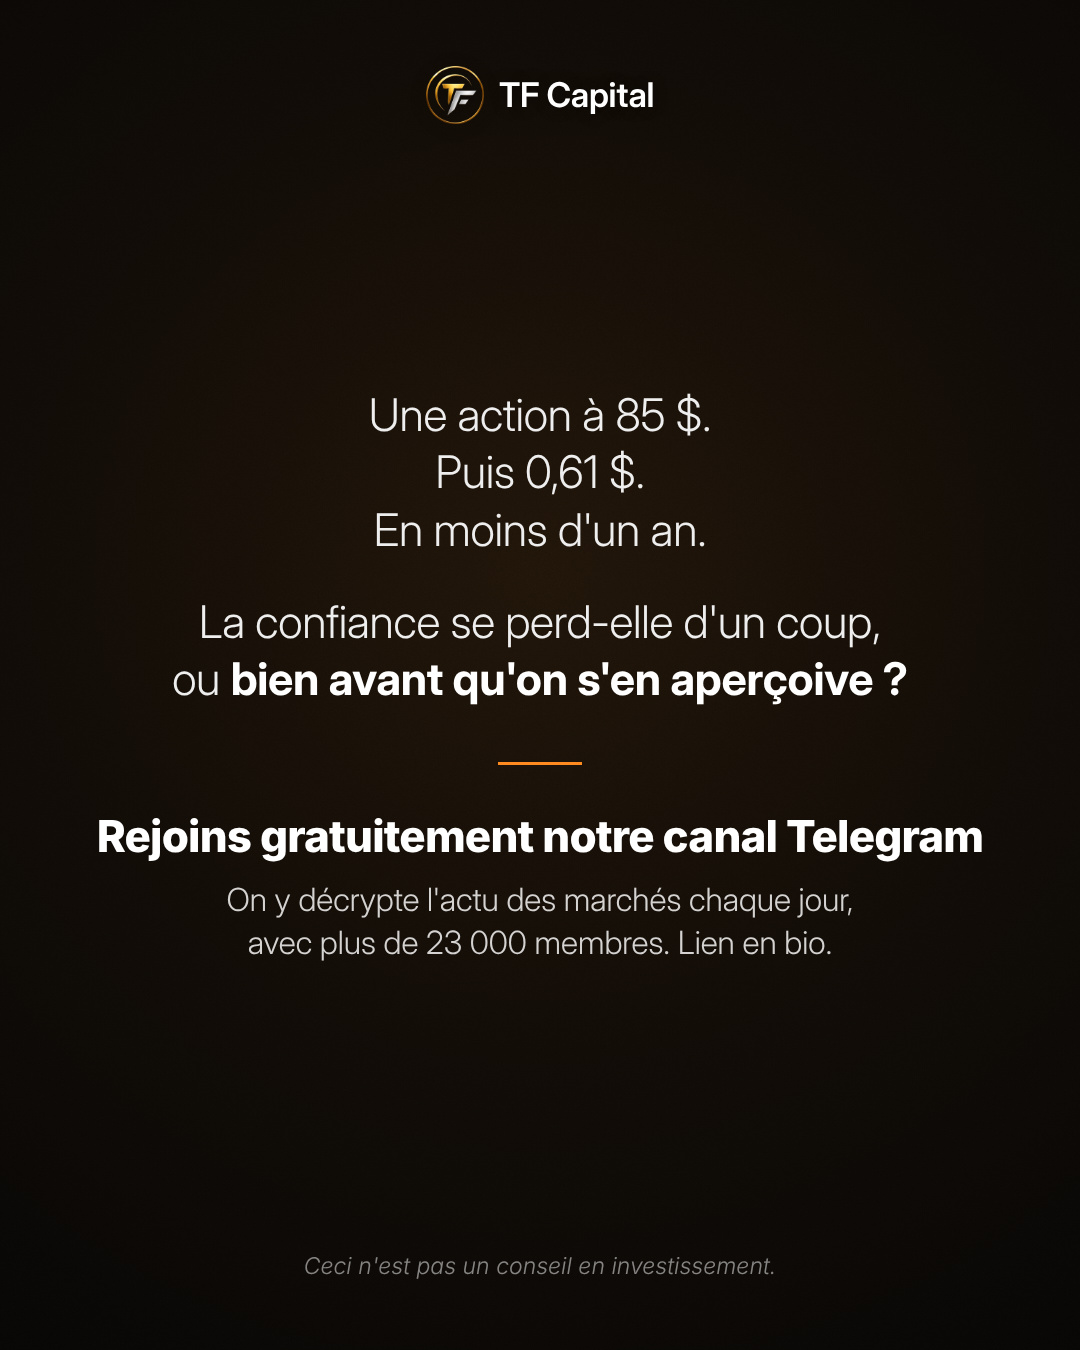 TF Capital
Une action à 85 $.
Puis 0,61 $.
En moins d'un an.
La confiance se perd-elle d'un coup,
ou bien avant qu'on s'en aperçoive ?
Rejoins gratuitement notre canal Telegram
On y décrypte l'actu des marchés chaque jour,
avec plus de 23 000 membres. Lien en bio.
Ceci n'est pas un conseil en investissement.